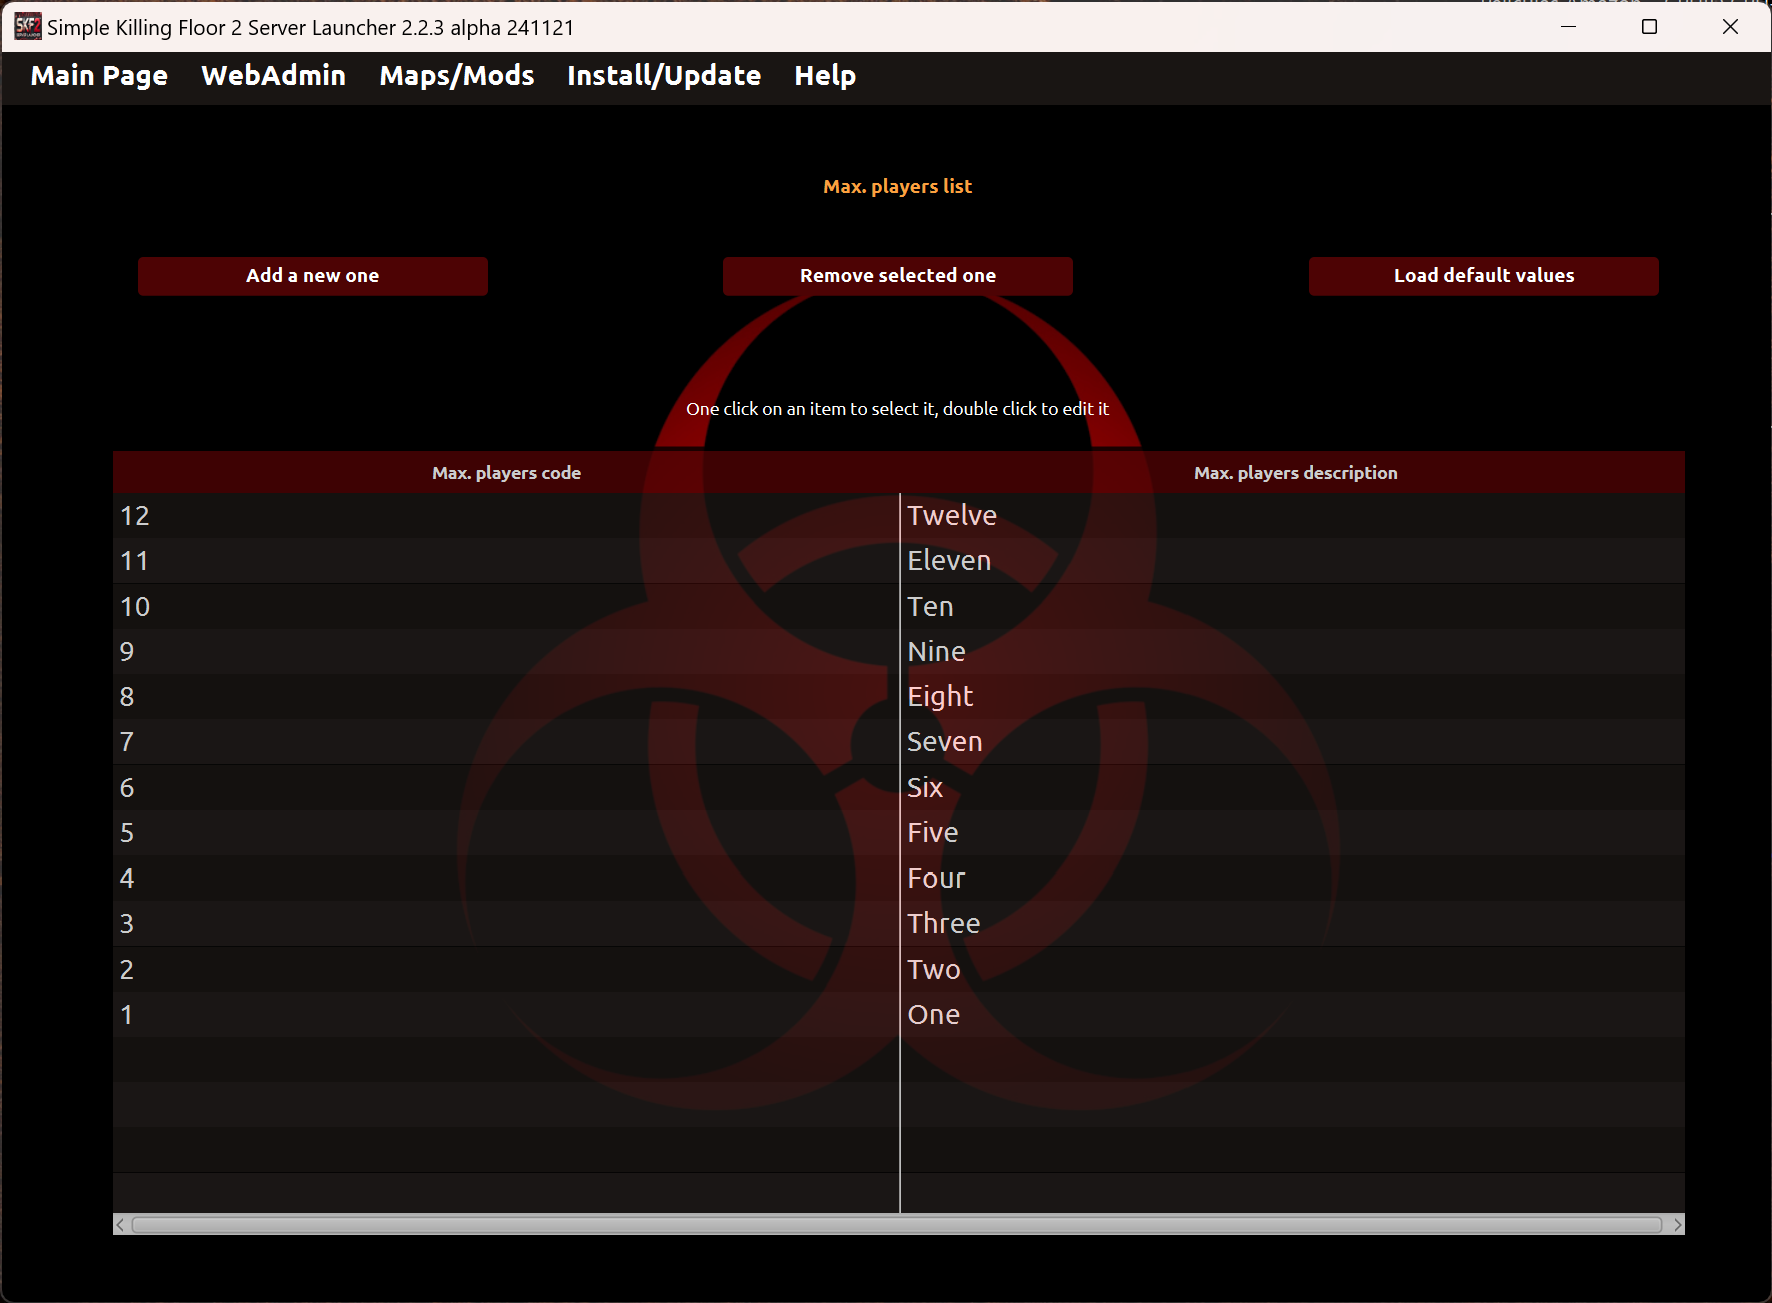 Simple Killing Floor 2 Server Launcher 2.2.3 alpha 241121
Main Page WebAdmin Maps/Mods Install/Update Help
Max. players list
Add a new one Remove selected one Load default values
One click on an item to select it, double click to edit it
Max. players code Max. players description
12 Twelve
11 Eleven
10 Ten
9 Nine
8 Eight
7 Seven
6 Six
5 Five
4 Four
3 Three
2 Two
1 One